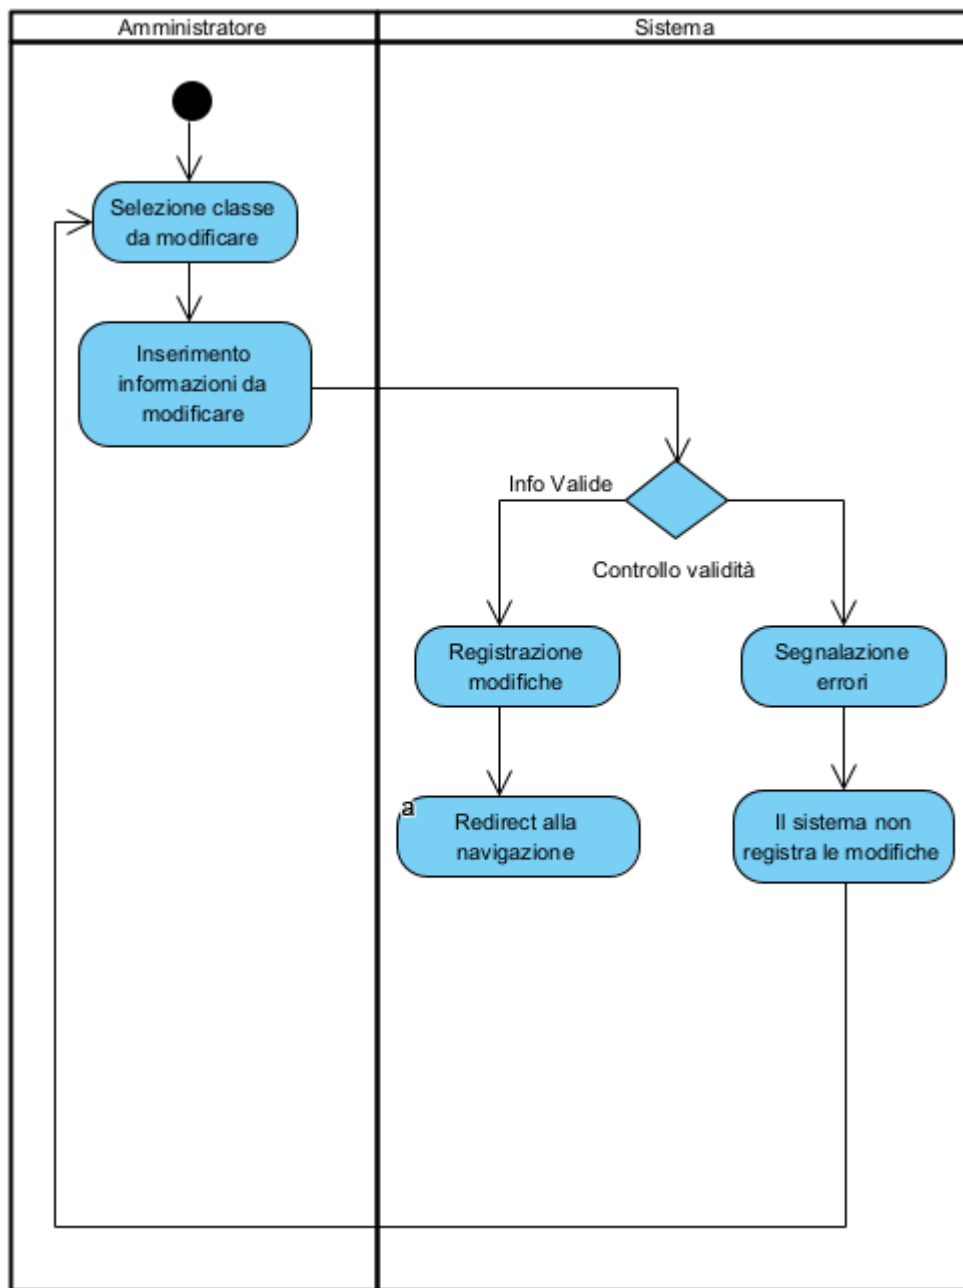 Amministratore
Sistema
Selezione classe
da modificare
Inserimento
informazioni da
modificare
Info Valide
Controllo validità
Registrazione
modifiche
Segnalazione
errori
a
Redirect alla
navigazione
Il sistema non
registra le modifiche